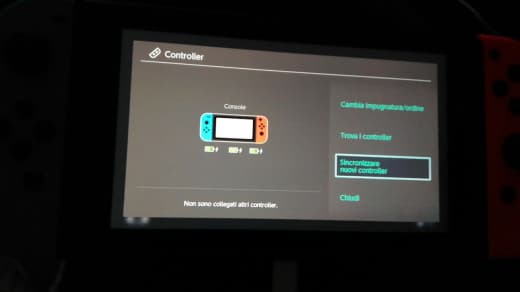 Controller
Console
Cambia impugnatura/ordine
Trova i controller
Sincronizzare
nuovi controller
Chiudi
Non sono collegati altri controller.